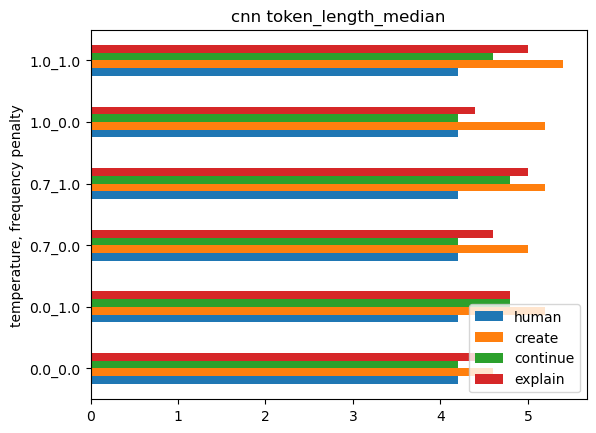 cnn token_length_median
temperature, frequency penalty
1.0_1.0
1.0_0.0
0.7_1.0
0.7_0.0
0.0_1.0
0.0_0.0
human
create
continue
explain
0 1 2 3 4 5